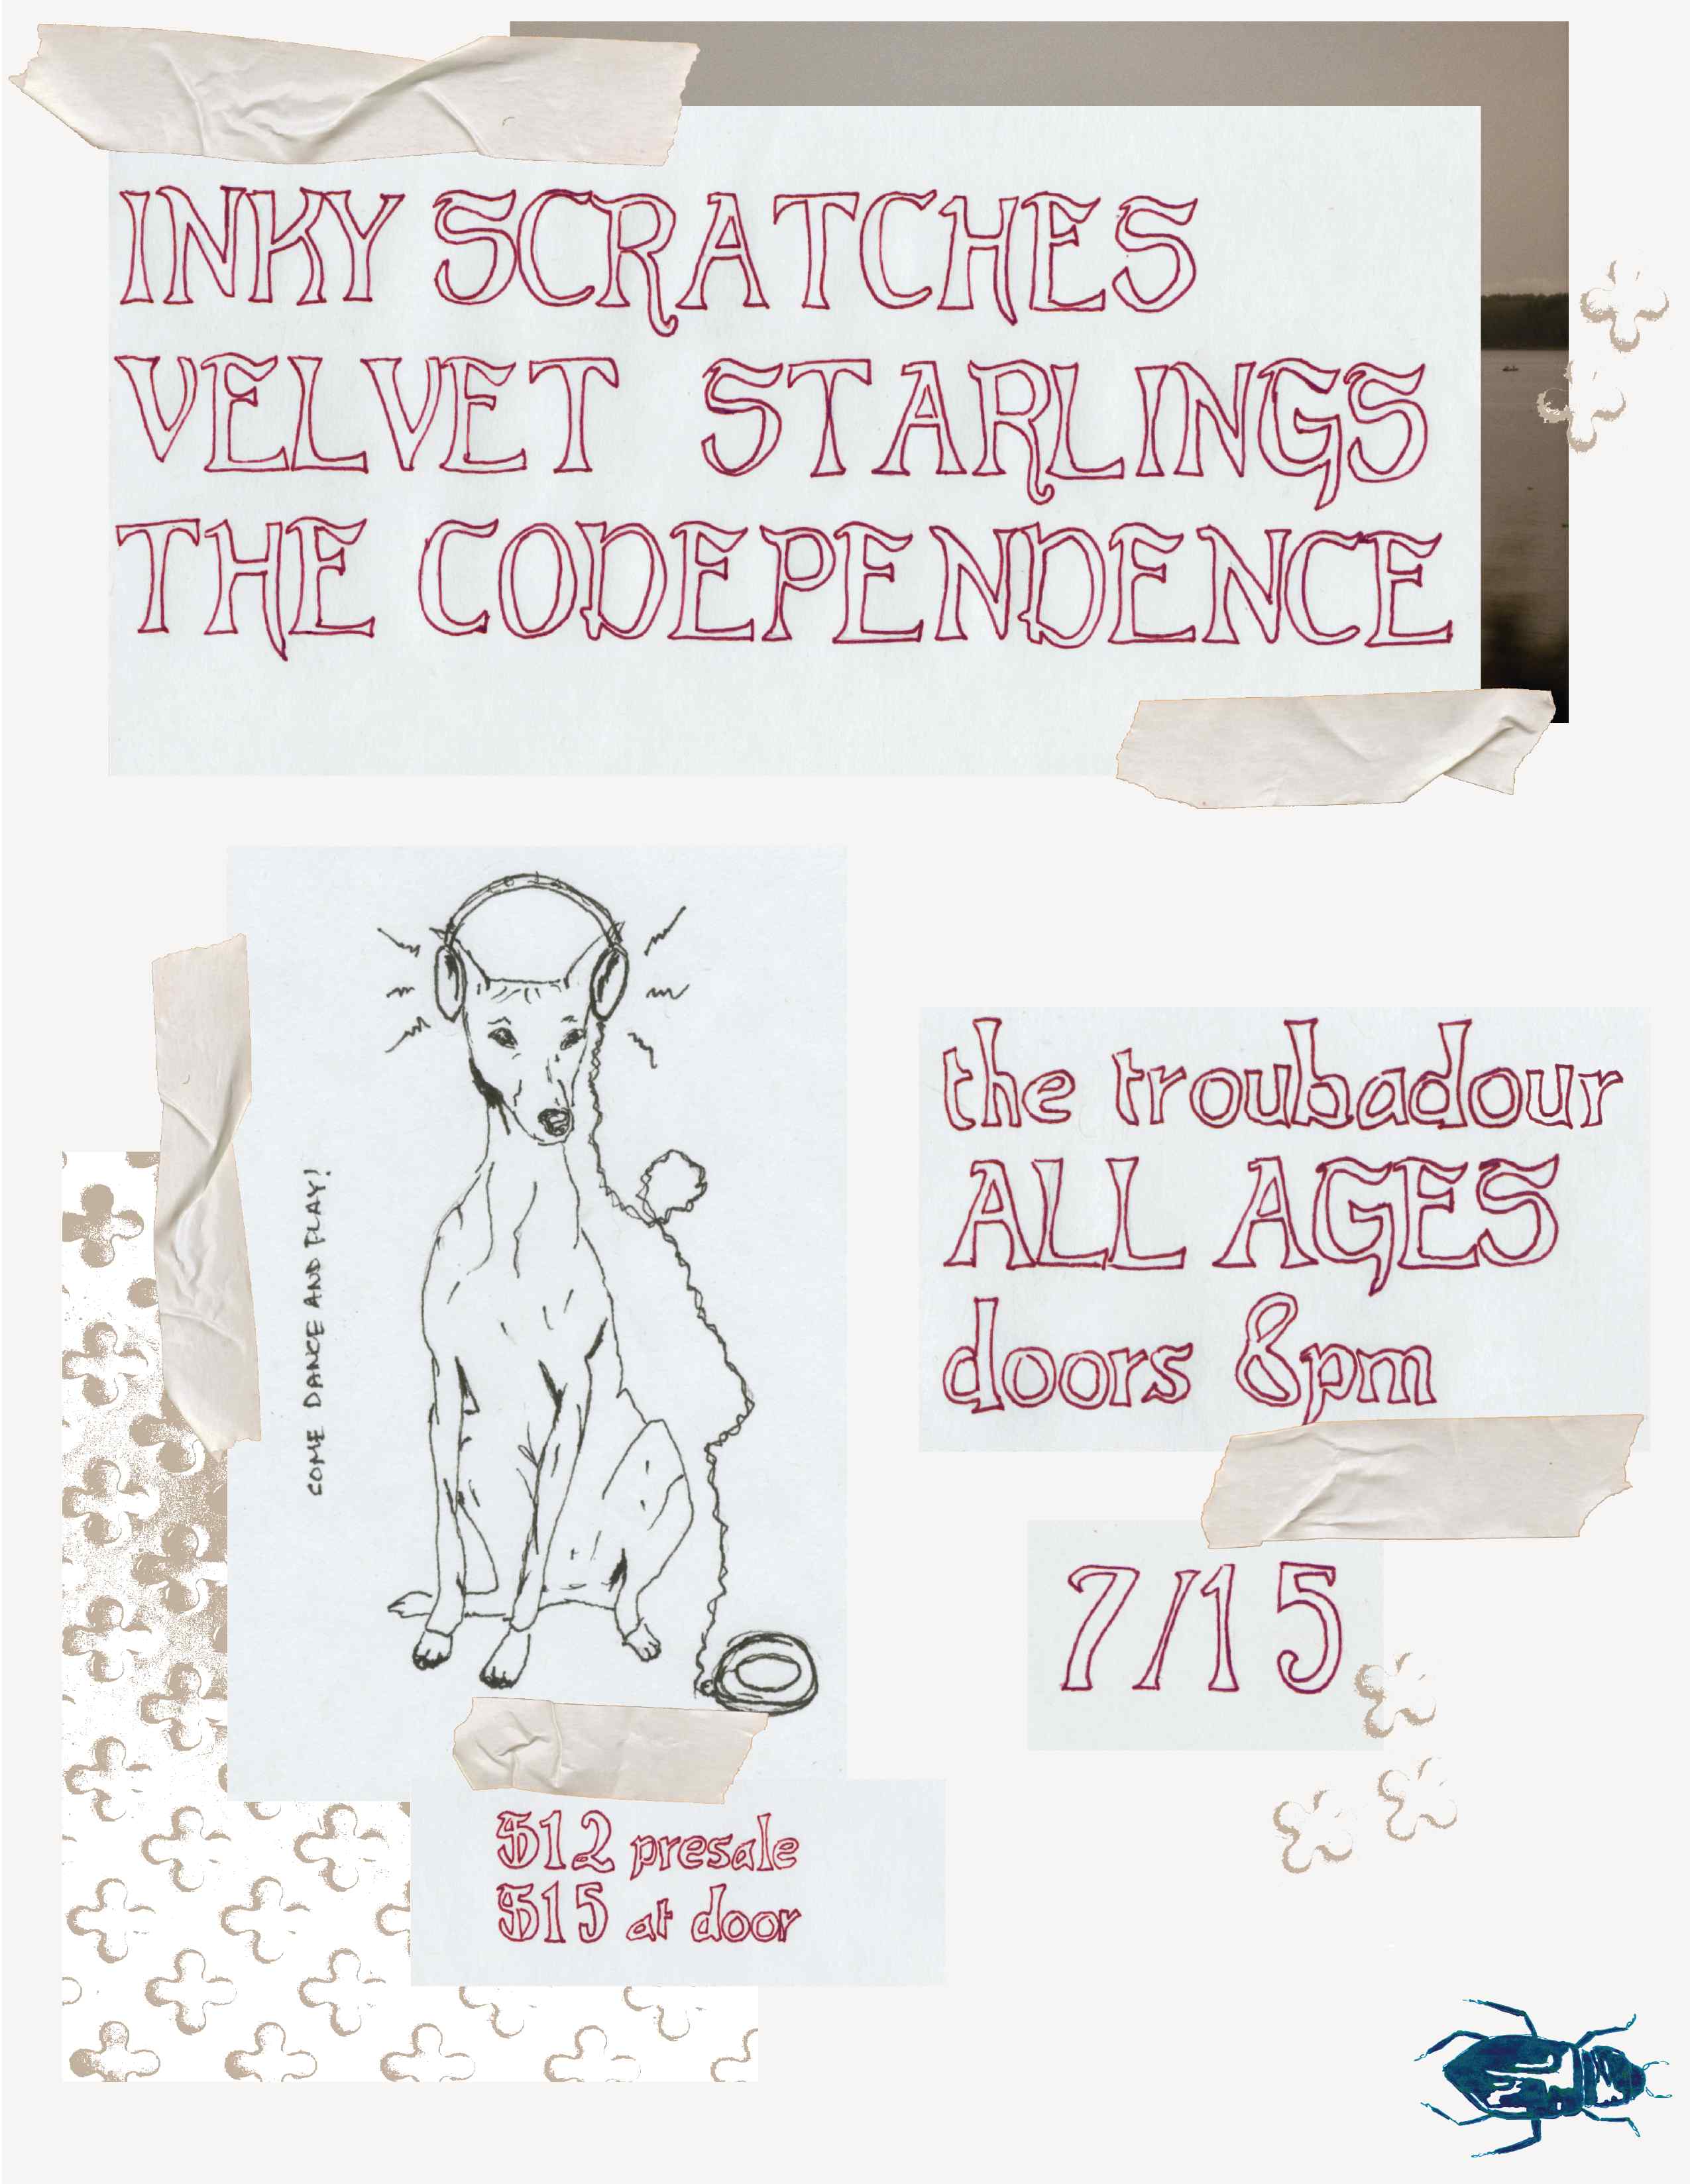 INKY SCRATCHES
VELVET STARLINGS
THE CODEPENDENCE
COME DANCE AND PLAY!
the troubadour
ALL AGES
doors 8pm
7/15
$12 presale
$15 at door